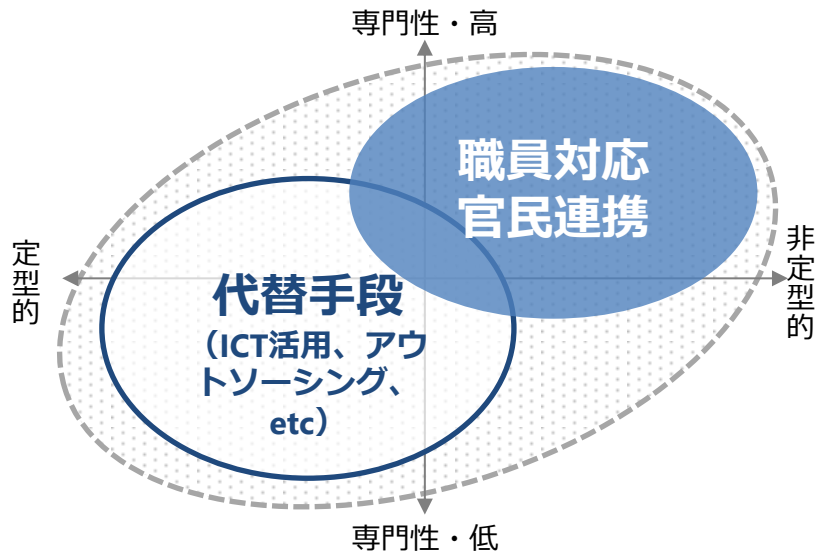 専門性・高
職員対応
官民連携
定型的
非定型的
代替手段
（ICT活用、アウ
トソーシング、
etc）
専門性・低